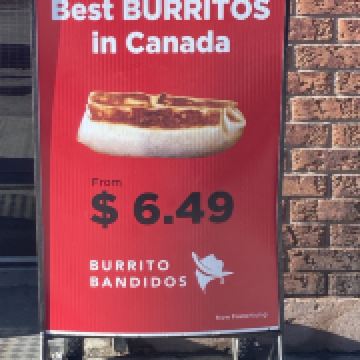 Best BURRITOS
in Canada
From
$ 6.49
BURRITO
BANDIDOS